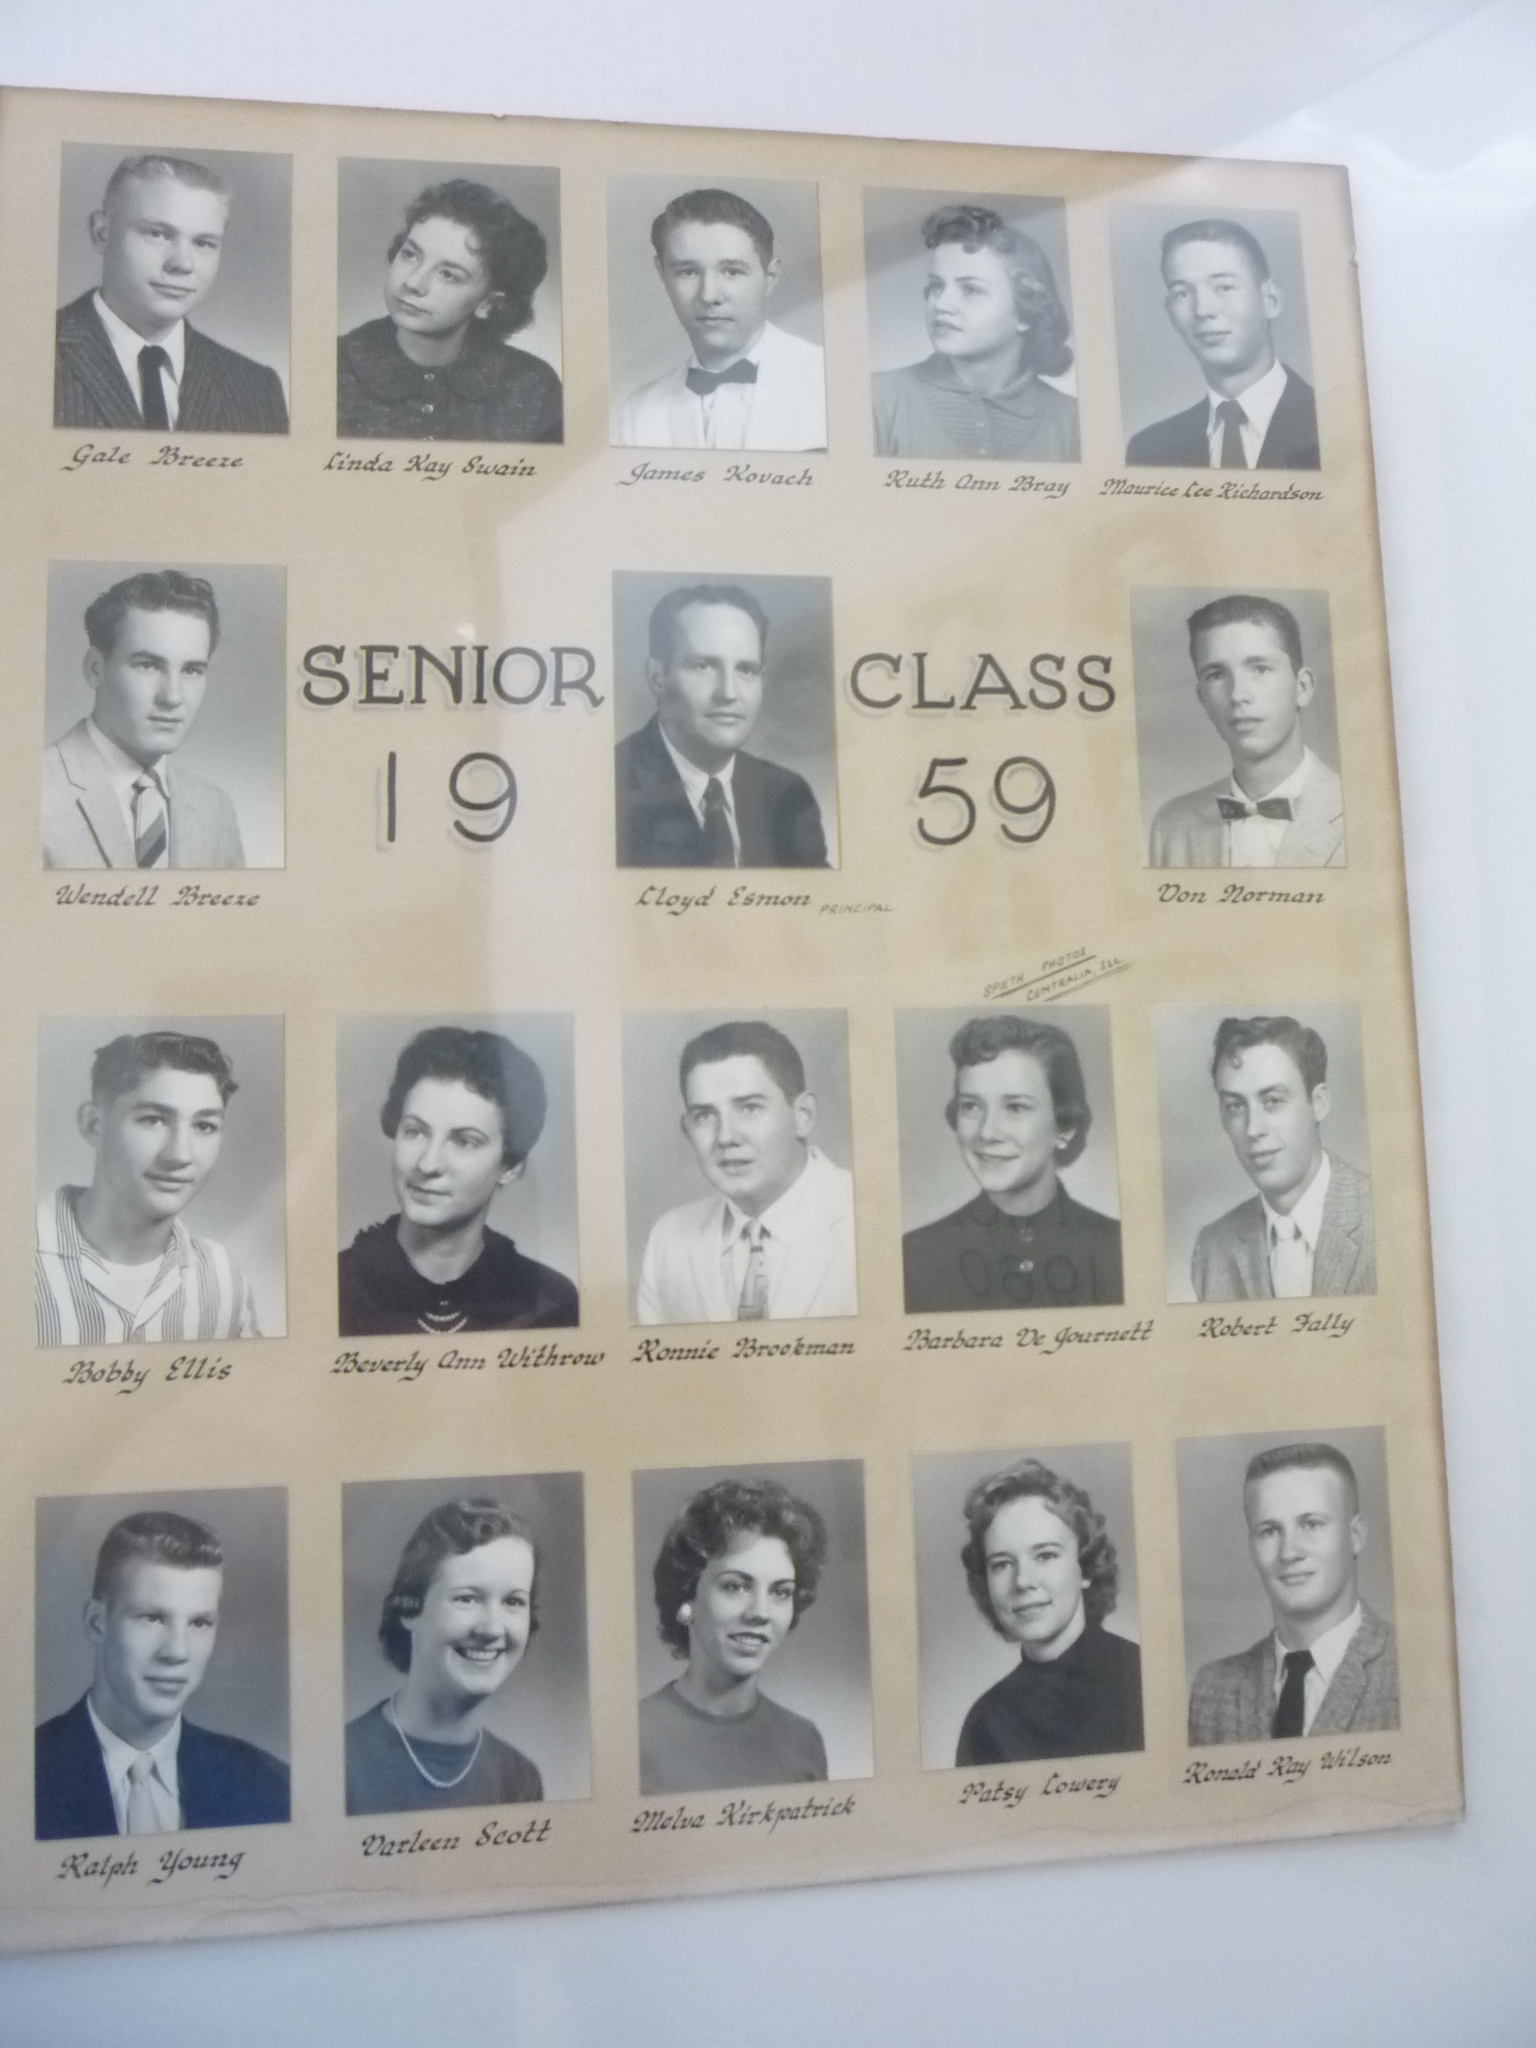 Gale Breeze
Linda Kay Swain
James Kovach
Ruth Ann Bray
Maurice Lee Richardson
SENIOR CLASS
19 59
Wendell Breeze
Lloyd Esmon PRINCIPAL
Don Norman
SPIETH PHOTOS
CENTRALIA, ILL.
Bobby Ellis
Beverly Ann Withrow
Ronnie Brookman
Barbara De Journett
Robert Fally
Ralph Young
Darleen Scott
Melva Kirkpatrick
Patsy Lowery
Ronald Ray Wilson